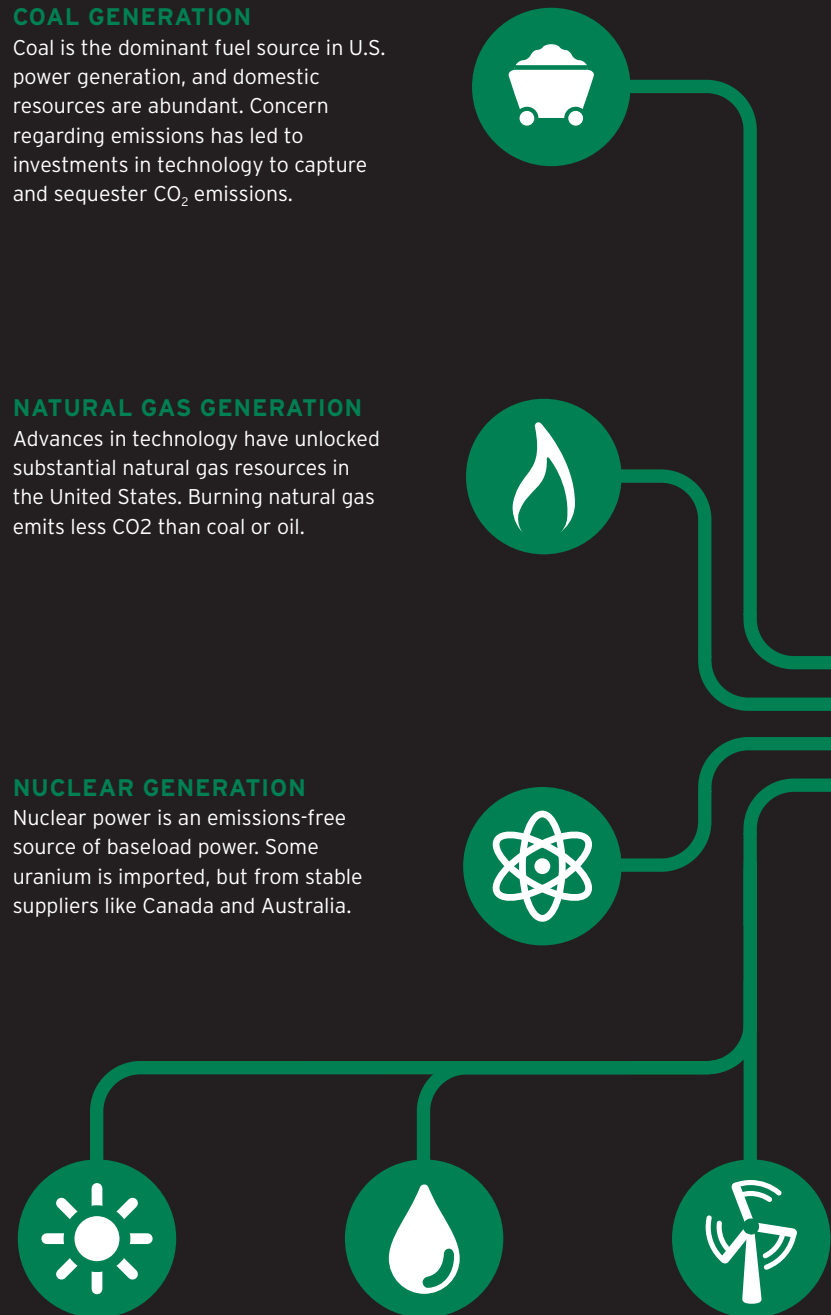 COAL GENERATION
Coal is the dominant fuel source in U.S.
power generation, and domestic
resources are abundant. Concern
regarding emissions has led to
investments in technology to capture
and sequester CO₂ emissions.
NATURAL GAS GENERATION
Advances in technology have unlocked
substantial natural gas resources in
the United States. Burning natural gas
emits less CO2 than coal or oil.
NUCLEAR GENERATION
Nuclear power is an emissions-free
source of baseload power. Some
uranium is imported, but from stable
suppliers like Canada and Australia.